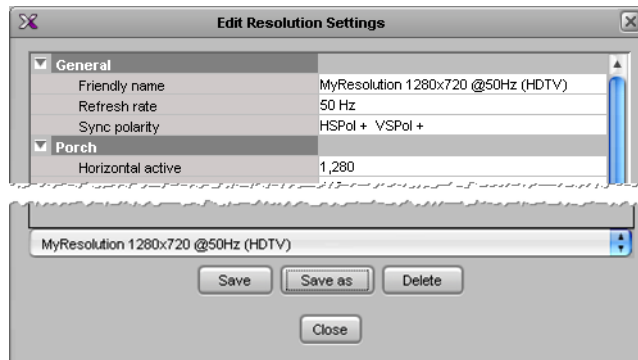 Edit Resolution Settings
General
Friendly name MyResolution 1280x720 @50Hz (HDTV)
Refresh rate 50 Hz
Sync polarity HSPol + VSPol +
Porch
Horizontal active 1,280
MyResolution 1280x720 @50Hz (HDTV)
Save Save as Delete
Close